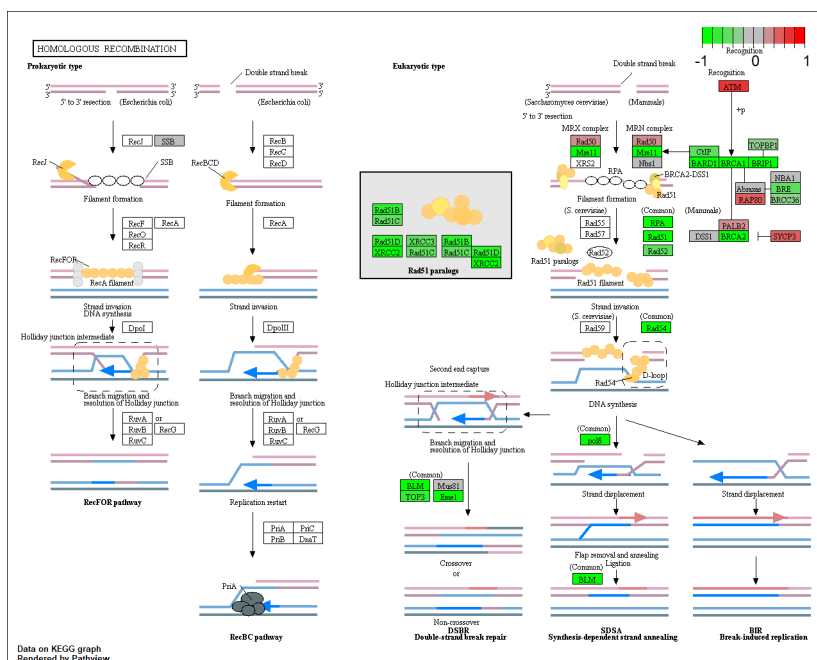 HOMOLOGOUS RECOMBINATION
-1 0 1
Recognition
Prokaryotic type
Double strand break
Eukaryotic type
Double strand break
Recognition
ATM
5' 3'
3' 5'
5' to 3' resection
(Escherichia coli)
5' 3'
3' 5'
(Escherichia coli)
5' 3'
3' 5'
(Saccharomyces cerevisiae)
(Mammals)
5' to 3' resection
+p
RecJ
SSB
RecB
RecC
RecD
MRX complex
Rad50
Mre11
XRS2
MRN complex
Rad50
Mre11
Nbs1
CtIP
TOPBP1
BARD1
BRCA1
BRIP1
RecJ
SSB
RecBCD
RPA
BRCA2-DSS1
Rad51
Abraxas
RAP80
NBA1
BRE
BRCC36
Filament formation
Filament formation
Filament formation
RecF
RecO
RecR
RecA
RecA
Rad51B
Rad51C
Rad51D
XRCC2
XRCC3
Rad51C
Rad51B
Rad51C
Rad51D
XRCC2
Rad51 paralogs
(S. cerevisiae)
Rad55
Rad57
Rad52
(Common)
RPA
Rad51
Rad52
(Mammals)
PALB2
DSS1
BRCA2
SYCP3
RecFOR
RecA filament
Rad51 paralogs
Rad51 filament
Strand invasion
DNA synthesis
Strand invasion
Strand invasion
DpoI
DpoIII
(S. cerevisiae)
Rad59
(Common)
Rad54
Holliday junction intermediate
Rad54
D-loop
Second end capture
Holliday junction intermediate
Branch migration and
resolution of Holliday junction
Branch migration and
resolution of Holliday junction
DNA synthesis
RuvA
RuvB
RuvC
or
RecG
RuvA
RuvB
RuvC
or
RecG
Branch migration and
resolution of Holliday junction
(Common)
polδ
(Common)
BLM
TOP3
Mus81
Eme1
RecFOR pathway
Replication restart
Strand displacement
Strand displacement
PriA
PriB
PriC
DnaT
Crossover
or
Flap removal and annealing
Ligation
(Common)
BLM
PriA
Non-crossover
RecBC pathway
DSBR
Double-strand break repair
SDSA
Synthesis-dependent strand annealing
BIR
Break-induced replication
Data on KEGG graph
Rendered by Pathview